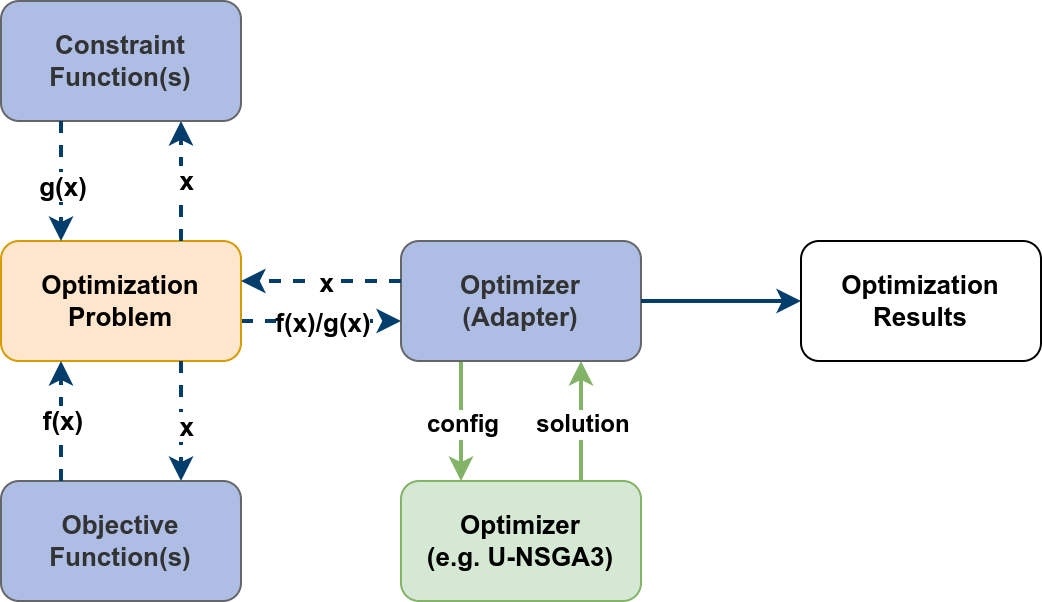 Constraint
Function(s)
g(x)
x
Optimization
Problem
x
f(x)/g(x)
Optimizer
(Adapter)
Optimization
Results
f(x)
x
config
solution
Objective
Function(s)
Optimizer
(e.g. U-NSGA3)